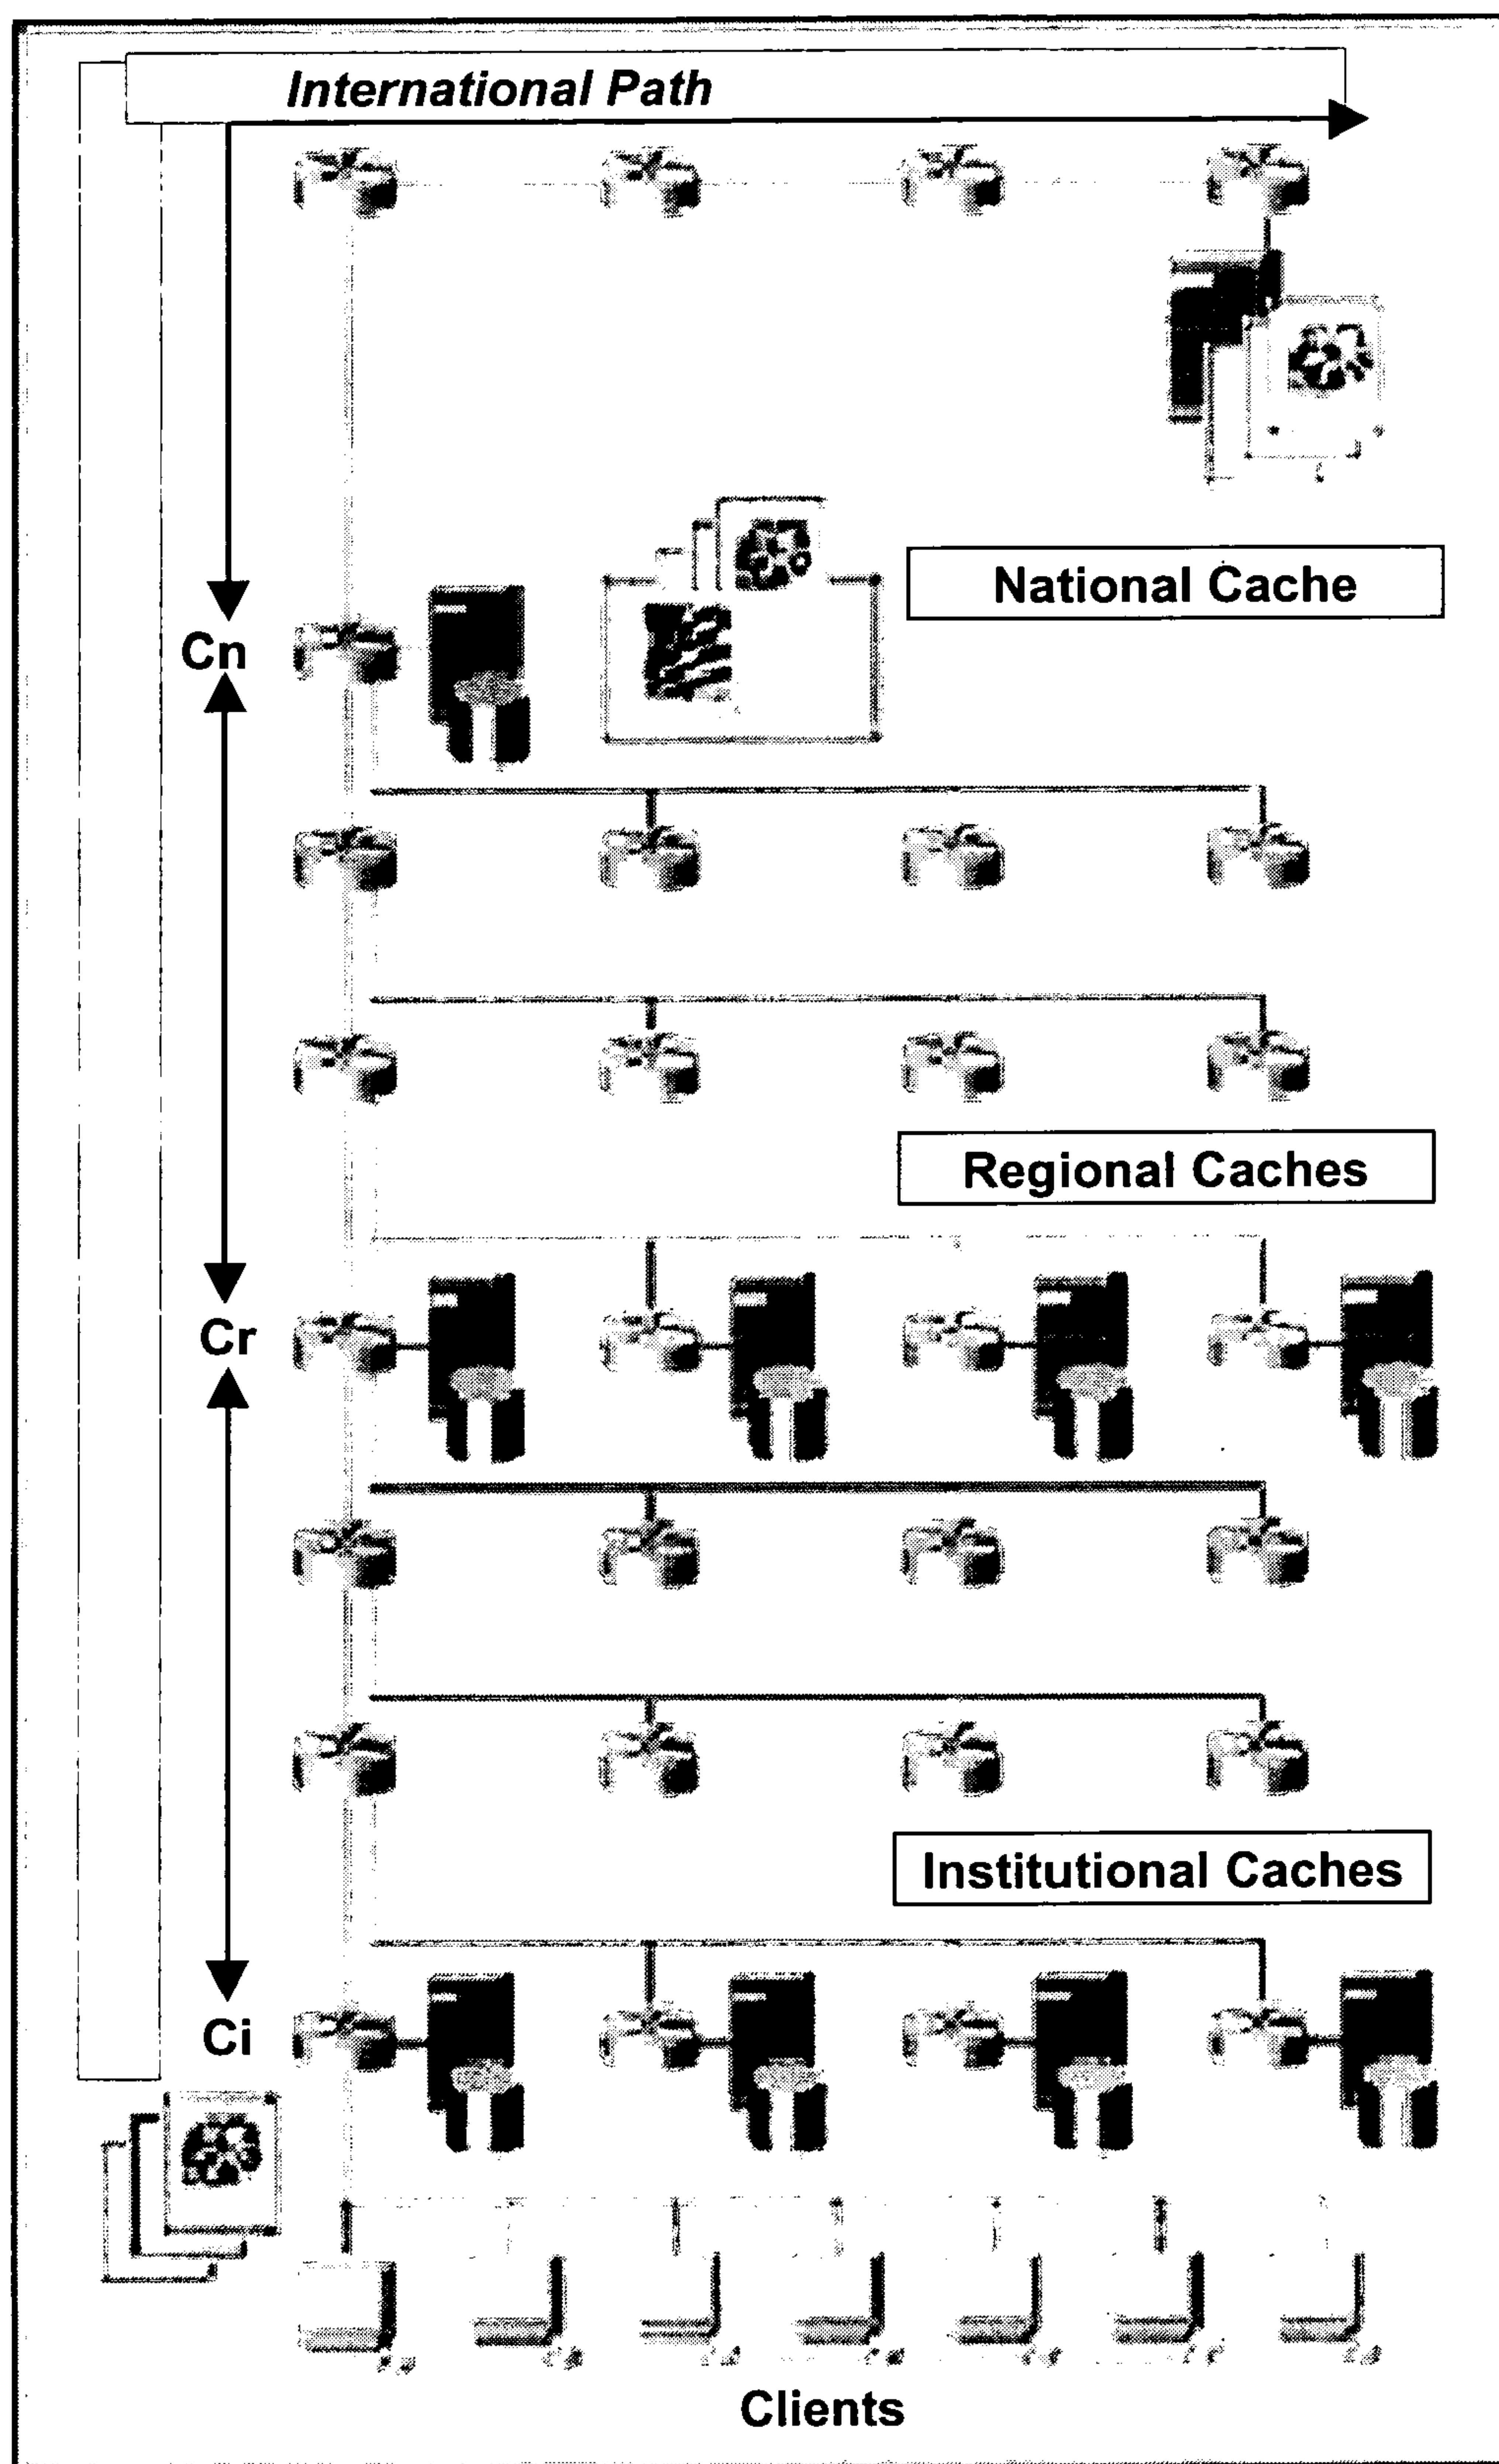 International Path
National Cache
Cn
Regional Caches
Cr
Institutional Caches
Ci
Clients